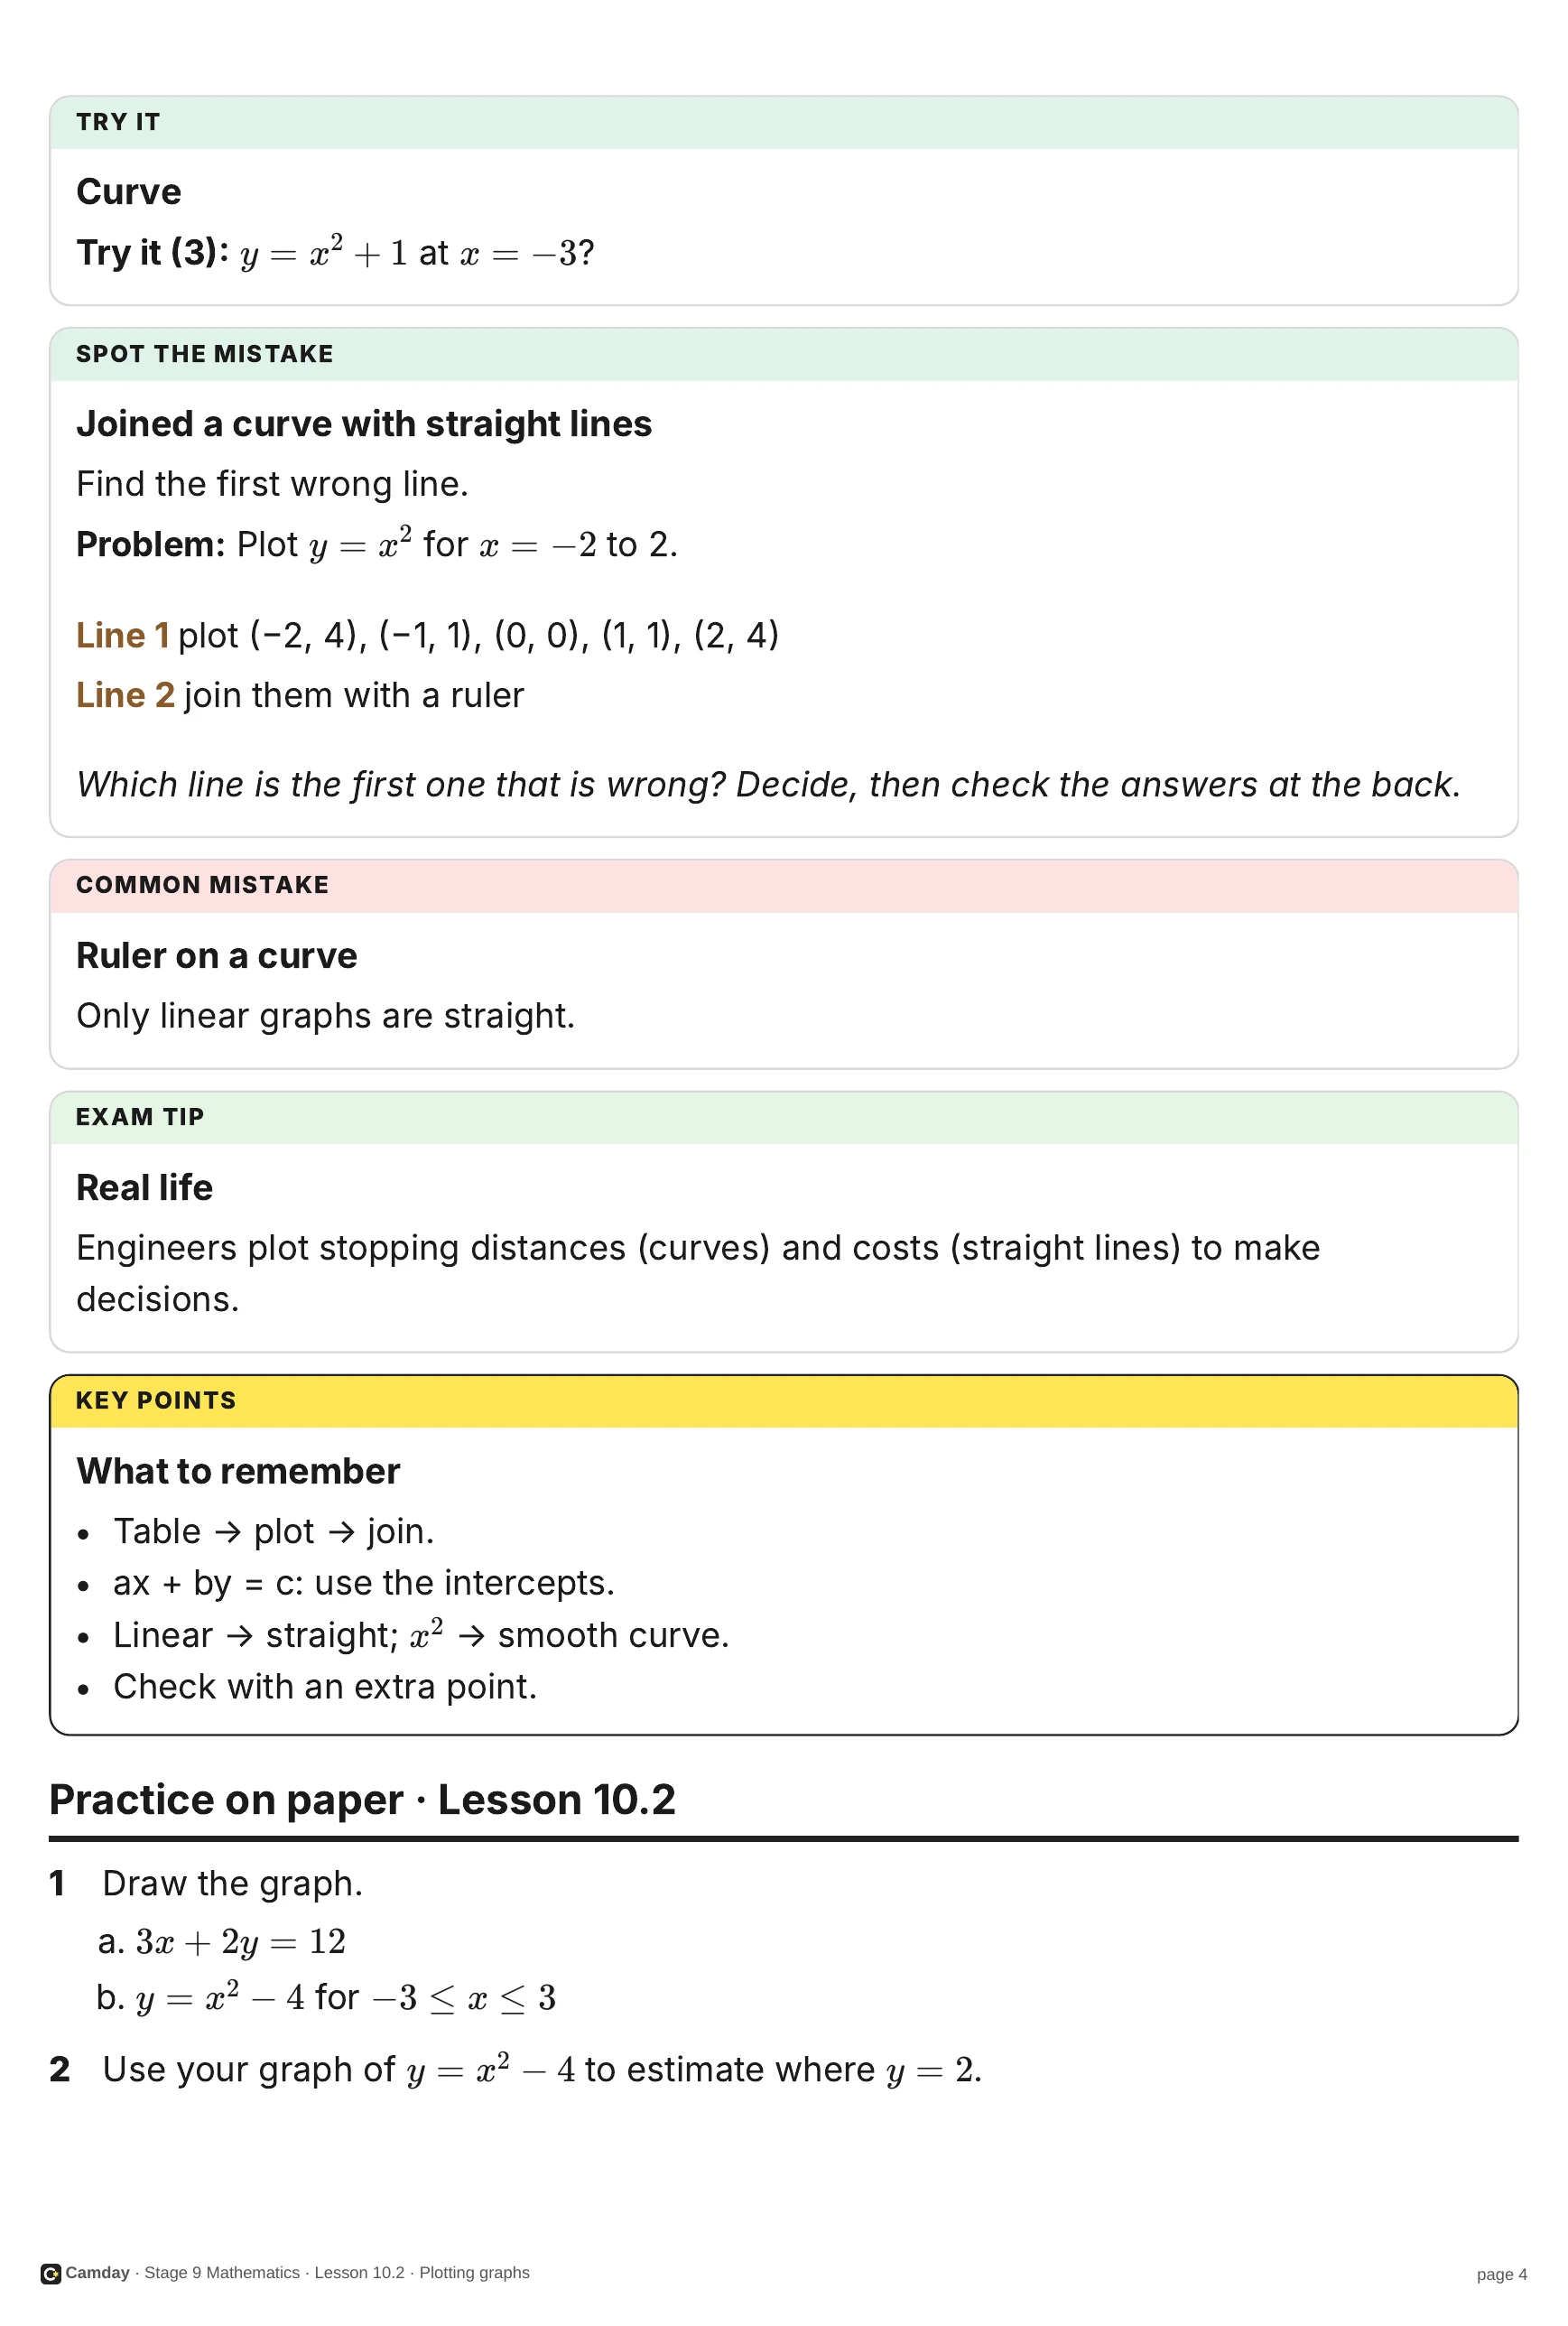 TRY IT
Curve
Try it (3): y = x² + 1 at x = −3?
SPOT THE MISTAKE
Joined a curve with straight lines
Find the first wrong line.
Problem: Plot y = x² for x = −2 to 2.
Line 1 plot (−2, 4), (−1, 1), (0, 0), (1, 1), (2, 4)
Line 2 join them with a ruler
Which line is the first one that is wrong? Decide, then check the answers at the back.
COMMON MISTAKE
Ruler on a curve
Only linear graphs are straight.
EXAM TIP
Real life
Engineers plot stopping distances (curves) and costs (straight lines) to make
decisions.
KEY POINTS
What to remember
• Table → plot → join.
• ax + by = c: use the intercepts.
• Linear → straight; x² → smooth curve.
• Check with an extra point.
Practice on paper · Lesson 10.2
1 Draw the graph.
a. 3x + 2y = 12
b. y = x² − 4 for −3 ≤ x ≤ 3
2 Use your graph of y = x² − 4 to estimate where y = 2.
Camday · Stage 9 Mathematics · Lesson 10.2 · Plotting graphs
page 4